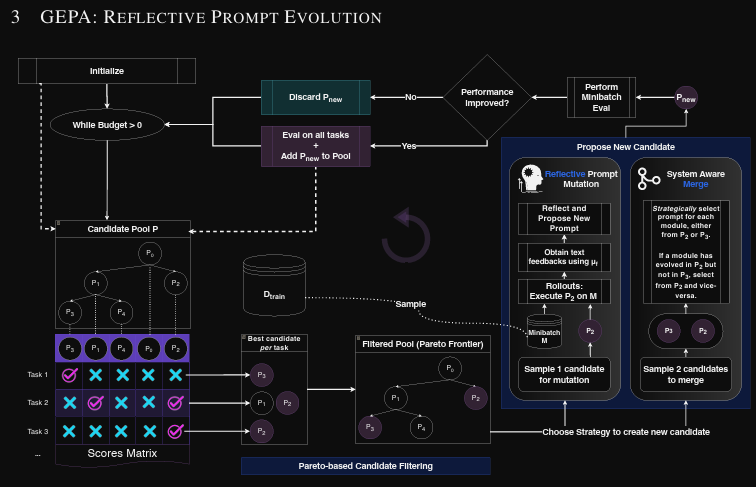 3 GEPA: REFLECTIVE PROMPT EVOLUTION
Initialize
While Budget > 0
Discard Pnew
Eval on all tasks
+
Add Pnew to Pool
No
Yes
Performance
Improved?
Perform
Minibatch
Eval
Pnew
Propose New Candidate
Reflective Prompt
Mutation
Reflect and
Propose New
Prompt
Obtain text
feedbacks using μf
Rollouts:
Execute P2 on M
Minibatch
M
P2
Sample 1 candidate
for mutation
System Aware
Merge
Strategically select
prompt for each
module, either
from P2 or P3.
If a module has
evolved in P2 but
not in P3, select
from P2 and vice-
versa.
P3
P2
Sample 2 candidates
to merge
Candidate Pool P
P0
P1
P2
P3
P4
P3 P1 P4 P0 P2
Task 1
Task 2
Task 3
...
Scores Matrix
Dtrain
Sample
Best candidate
per task
P3
P1 P2
P2
Filtered Pool (Pareto Frontier)
P0
P1
P2
P3
P4
Choose Strategy to create new candidate
Pareto-based Candidate Filtering